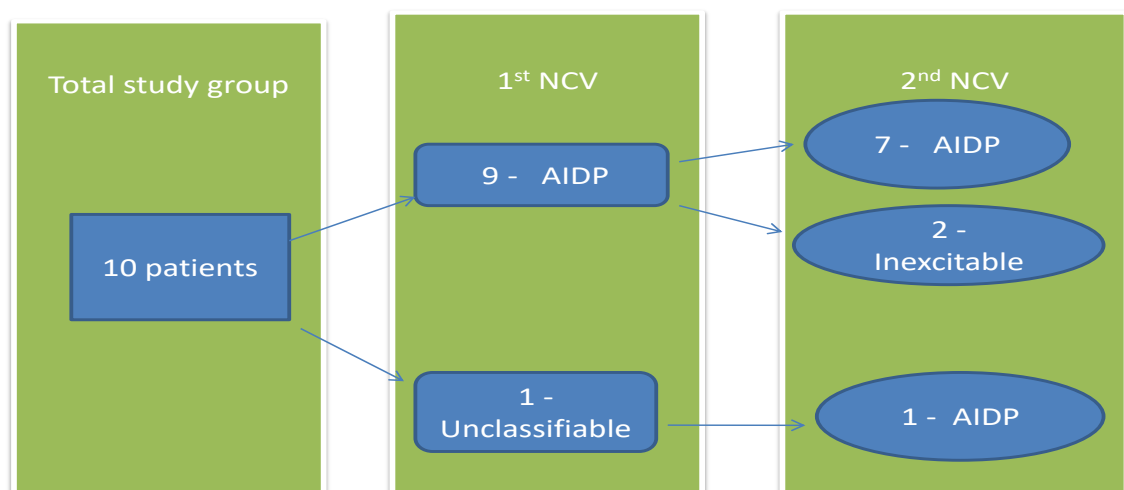 Total study group
10 patients
1st NCV
9 - AIDP
1 -
Unclassifiable
2nd NCV
7 - AIDP
2 -
Inexcitable
1 - AIDP